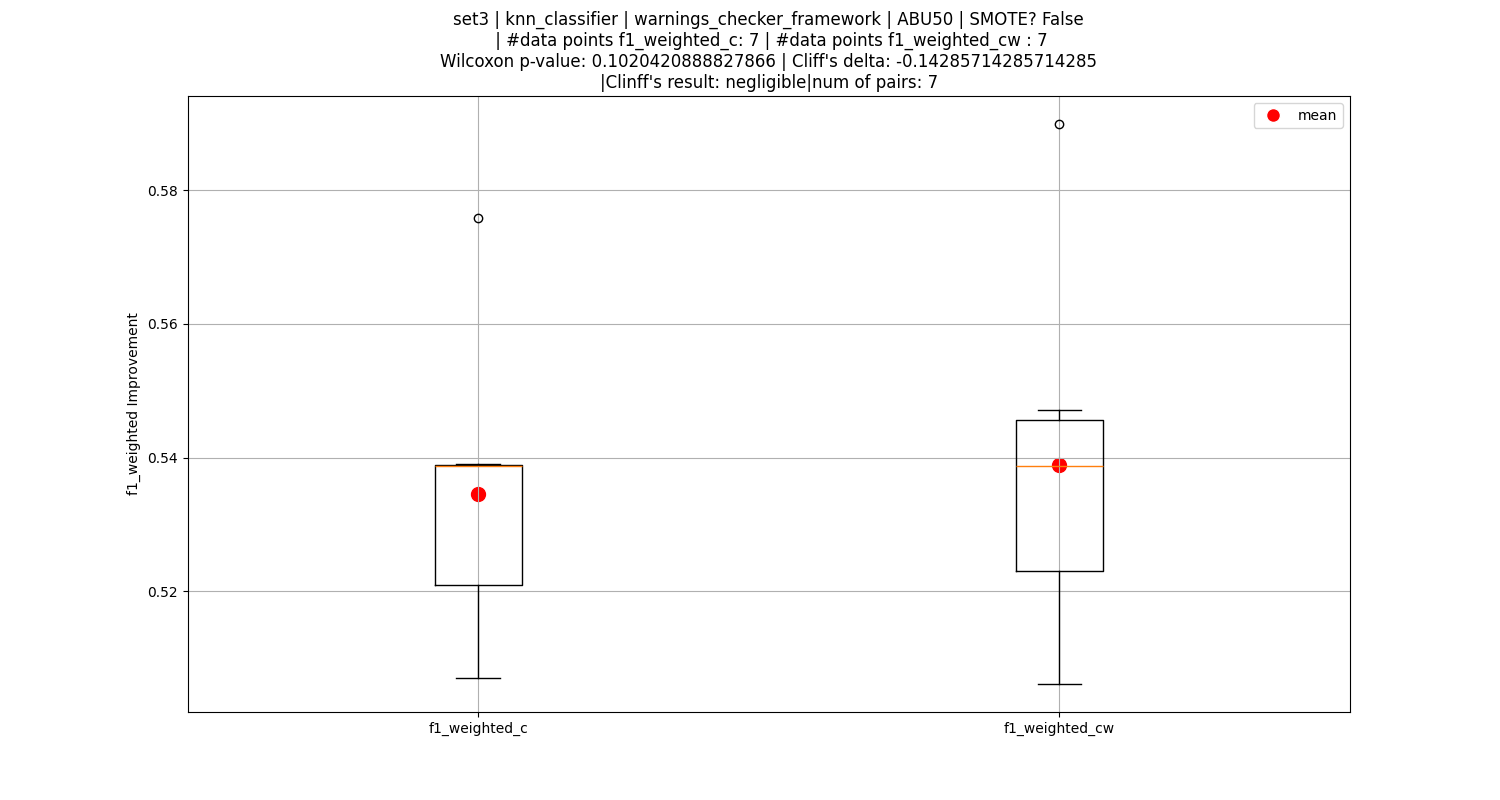 set3 | knn_classifier | warnings_checker_framework | ABU50 | SMOTE? False
| #data points f1_weighted_c: 7 | #data points f1_weighted_cw : 7
Wilcoxon p-value: 0.1020420888827866 | Cliff's delta: -0.14285714285714285
|Clinff's result: negligible|num of pairs: 7
mean
f1_weighted Improvement
0.58
0.56
0.54
0.52
f1_weighted_c
f1_weighted_cw